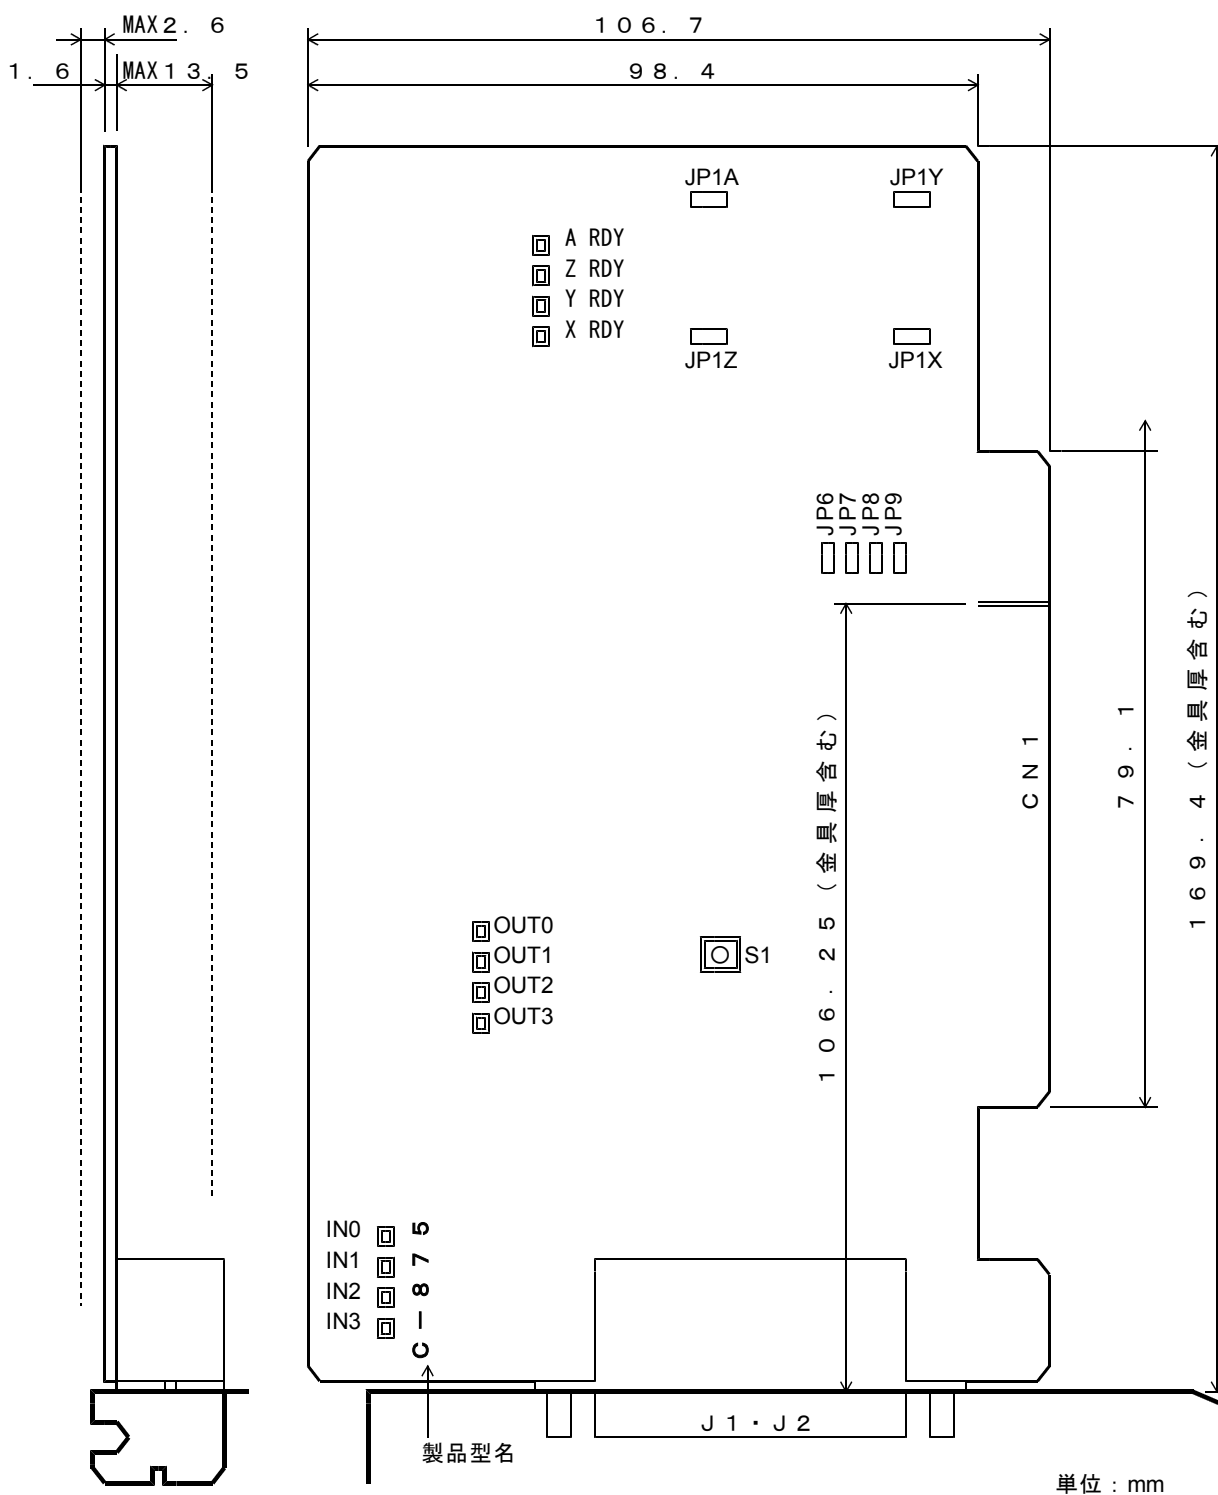 MAX2. 6
106. 7
1. 6
MAX13. 5
98. 4
JP1A
JP1Y
A RDY
Z RDY
Y RDY
X RDY
JP1Z
JP1X
JP6
JP7
JP8
JP9
106. 25(金具厚含む)
CN1
79. 1
169. 4(金具厚含む)
OUT0
OUT1
OUT2
OUT3
S1
IN0
IN1
IN2
IN3
C-875
J1・J2
製品型名
単位:mm